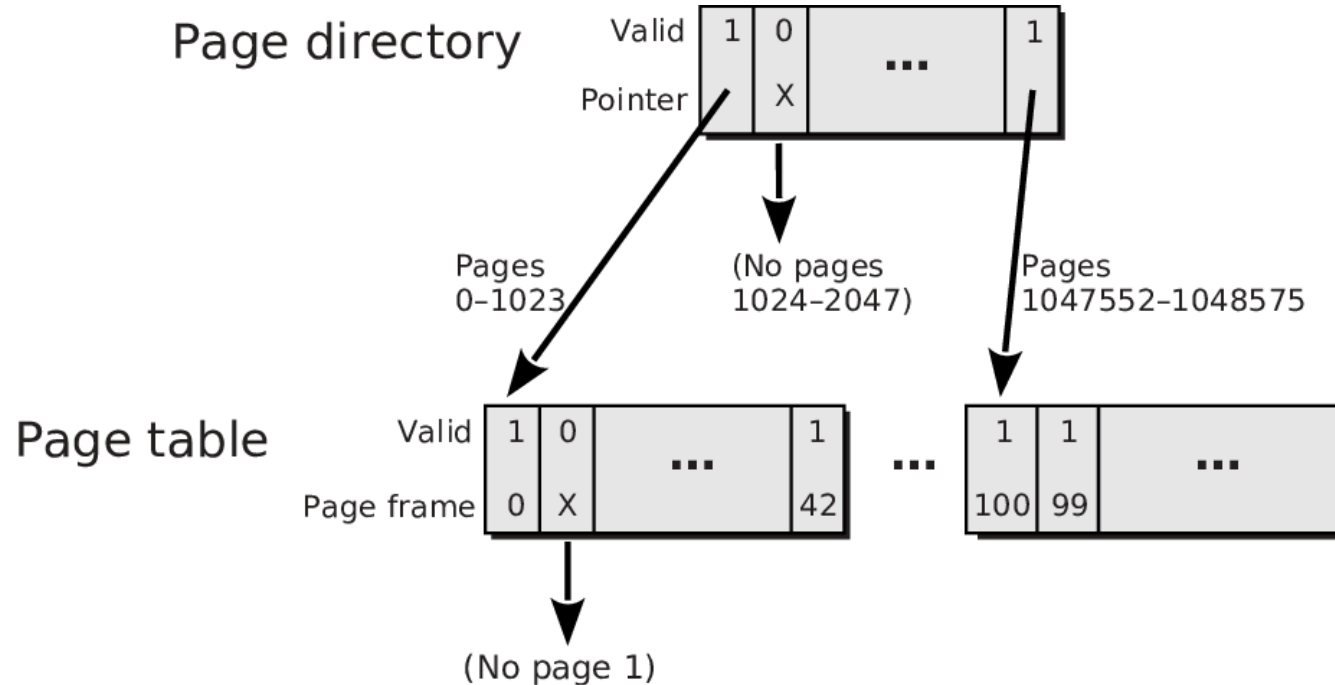 Page directory
Valid 1 0 ... 1
Pointer X
Pages
0–1023
(No pages
1024–2047)
Pages
1047552–1048575
Page table
Valid 1 0 ... 1 ... 1 1 ...
Page frame 0 X 42 100 99
(No page 1)